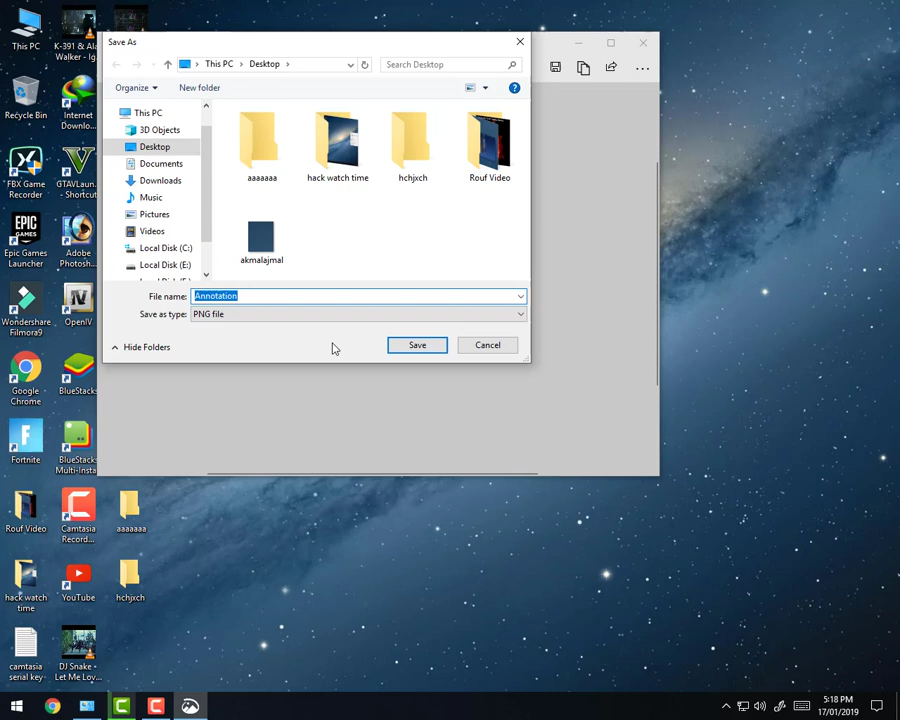 This PC
K-391 & Ala
Walker - Ig
Recycle Bin
Internet
Downlo...
FBX Game
Recorder
GTAVLaun...
- Shortcut
Epic Games
Launcher
Adobe
Photosh...
Wondershare
Filmora9
OpenIV
Google
Chrome
BlueStacks
Fortnite
BlueStacks
Multi-Insta
Rouf Video
Camtasia
Record...
aaaaaaa
hack watch
time
YouTube
hchjxch
camtasia
serial key
DJ Snake -
Let Me Lov...
Save As
This PC
Desktop
Search Desktop
Organize
New folder
This PC
3D Objects
Desktop
Documents
Downloads
Music
Pictures
Videos
Local Disk (C:)
Local Disk (E:)
aaaaaaa
hack watch time
hchjxch
Rouf Video
akmalajmal
File name:
Annotation
Save as type:
PNG file
Hide Folders
Save
Cancel
5:18 PM
17/01/2019